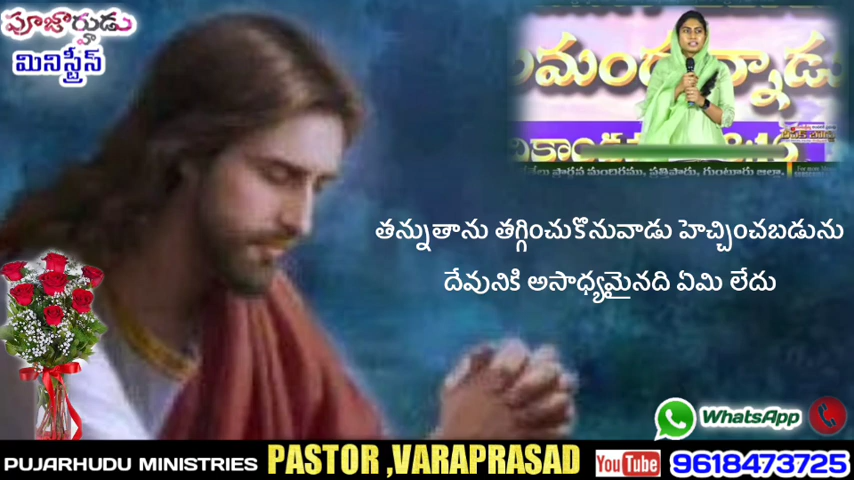 పూజార్హుడు
మినిస్ట్రీస్
తన్నుతాను తగ్గించుకొనువాడు హెచ్చించబడును
దేవునికి అసాధ్యమైనది ఏమి లేదు
WhatsApp
PUJARHUDU MINISTRIES PASTOR ,VARAPRASAD YouTube 9618473725